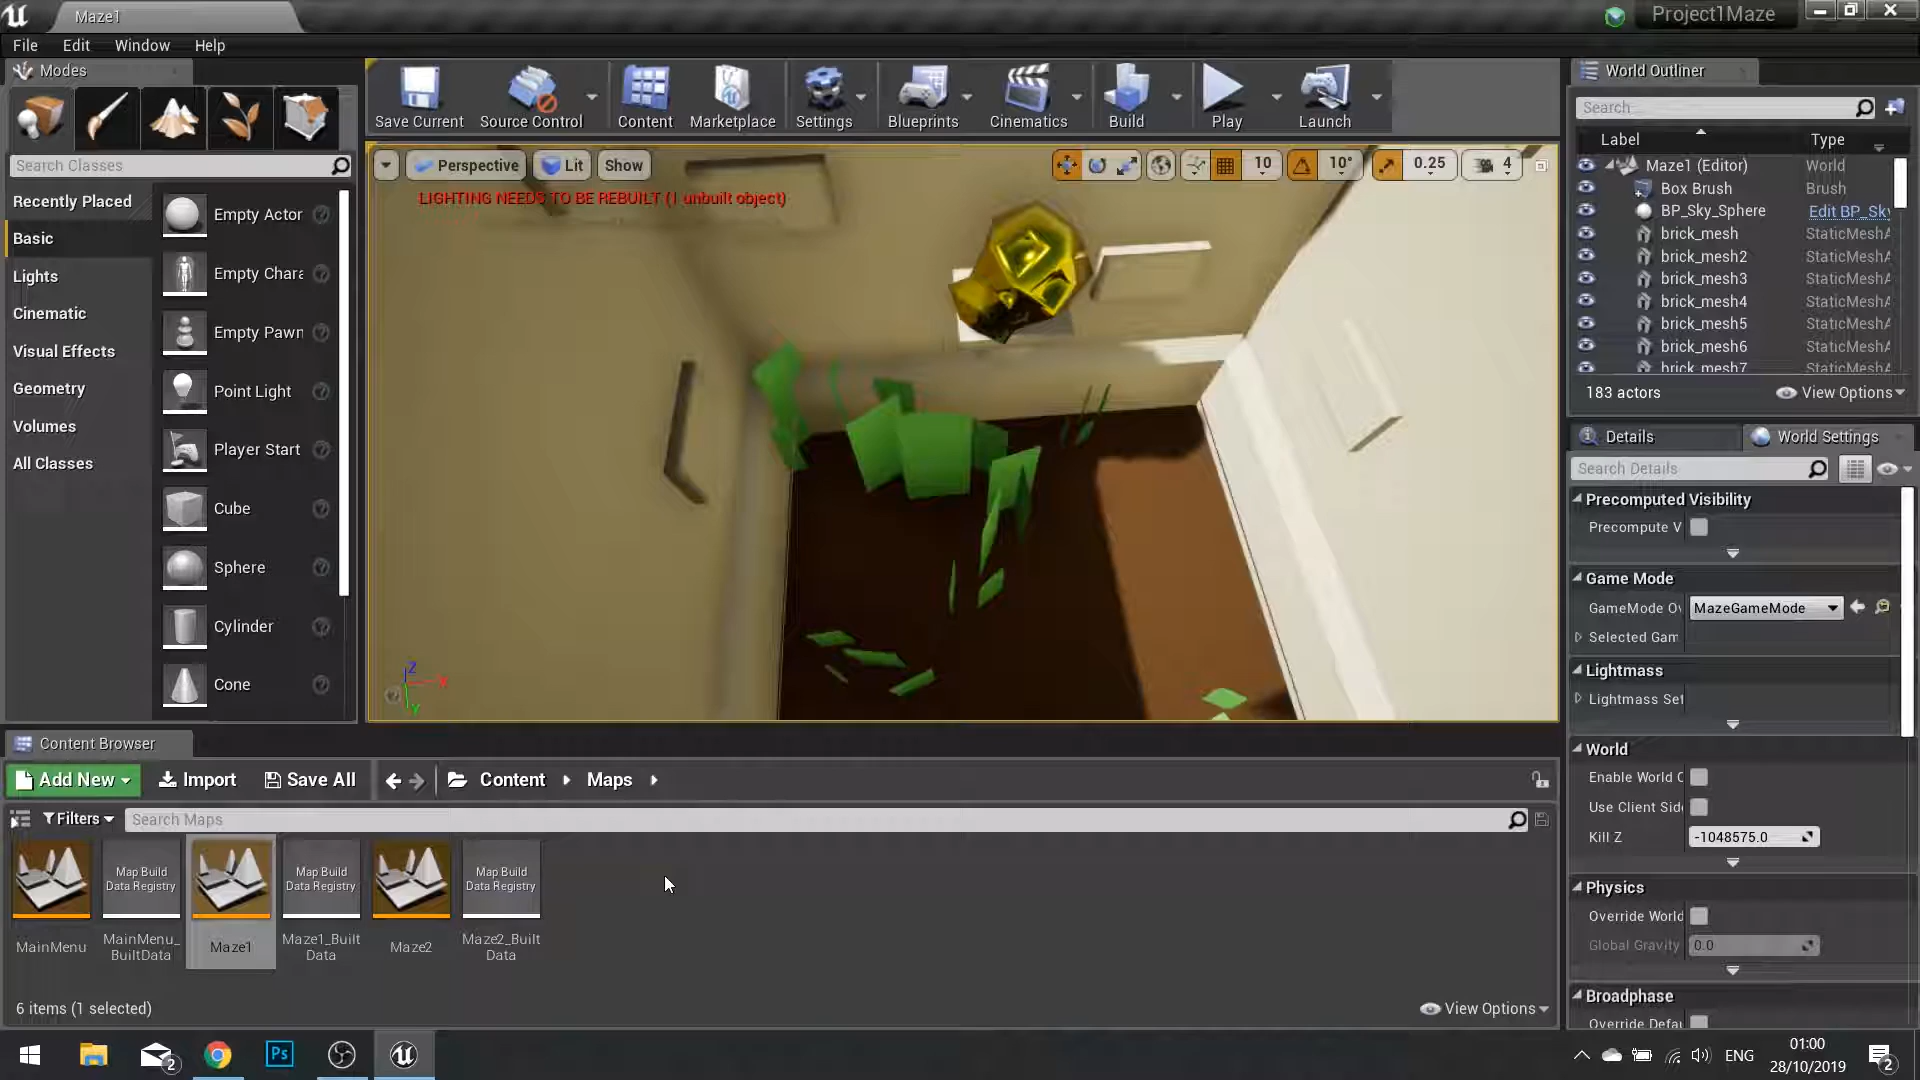 Maze1
Project1Maze
File Edit Window Help
Modes
Search Classes
Recently Placed
Basic
Lights
Cinematic
Visual Effects
Geometry
Volumes
All Classes
Empty Actor
Empty Chara
Empty Pawn
Point Light
Player Start
Cube
Sphere
Cylinder
Cone
Save Current
Source Control
Content
Marketplace
Settings
Blueprints
Cinematics
Build
Play
Launch
Perspective Lit Show
10 10° 0.25 4
LIGHTING NEEDS TO BE REBUILT (1 unbuilt object)
Z
X
Y
World Outliner
Search...
Label Type
Maze1 (Editor) World
Box Brush Brush
BP_Sky_Sphere Edit BP_Sky
brick_mesh StaticMeshA
brick_mesh2 StaticMeshA
brick_mesh3 StaticMeshA
brick_mesh4 StaticMeshA
brick_mesh5 StaticMeshA
brick_mesh6 StaticMeshA
brick_mesh7 StaticMeshA
183 actors View Options
Details World Settings
Search Details
Precomputed Visibility
Precompute V
Game Mode
GameMode O MazeGameMode
Selected Gam
Lightmass
Lightmass Set
World
Enable World C
Use Client Side
Kill Z -1048575.0
Physics
Override World
Global Gravity 0.0
Broadphase
Override Defau
Content Browser
Add New Import Save All Content Maps
Filters Search Maps
Map Build
Data Registry
Map Build
Data Registry
Map Build
Data Registry
MainMenu
MainMenu_
BuiltData
Maze1
Maze1_Built
Data
Maze2
Maze2_Built
Data
6 items (1 selected) View Options
2
Ps
ENG
01:00
28/10/2019
2